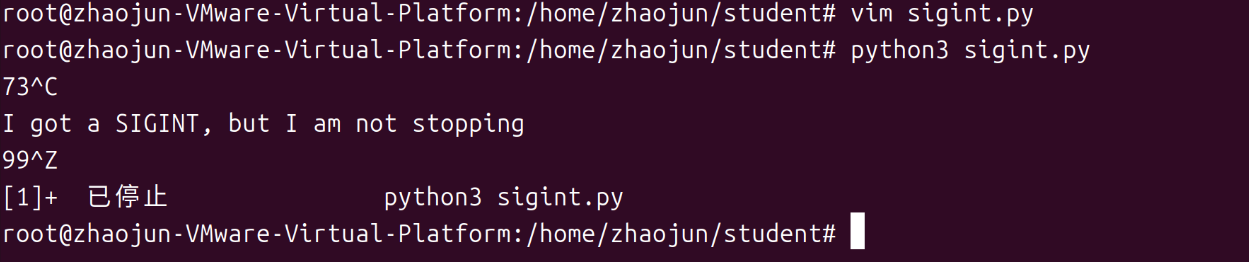 root@zhaojun-VMware-Virtual-Platform:/home/zhaojun/student# vim sigint.py
root@zhaojun-VMware-Virtual-Platform:/home/zhaojun/student# python3 sigint.py
73^C
I got a SIGINT, but I am not stopping
99^Z
[1]+  已停止               python3 sigint.py
root@zhaojun-VMware-Virtual-Platform:/home/zhaojun/student#